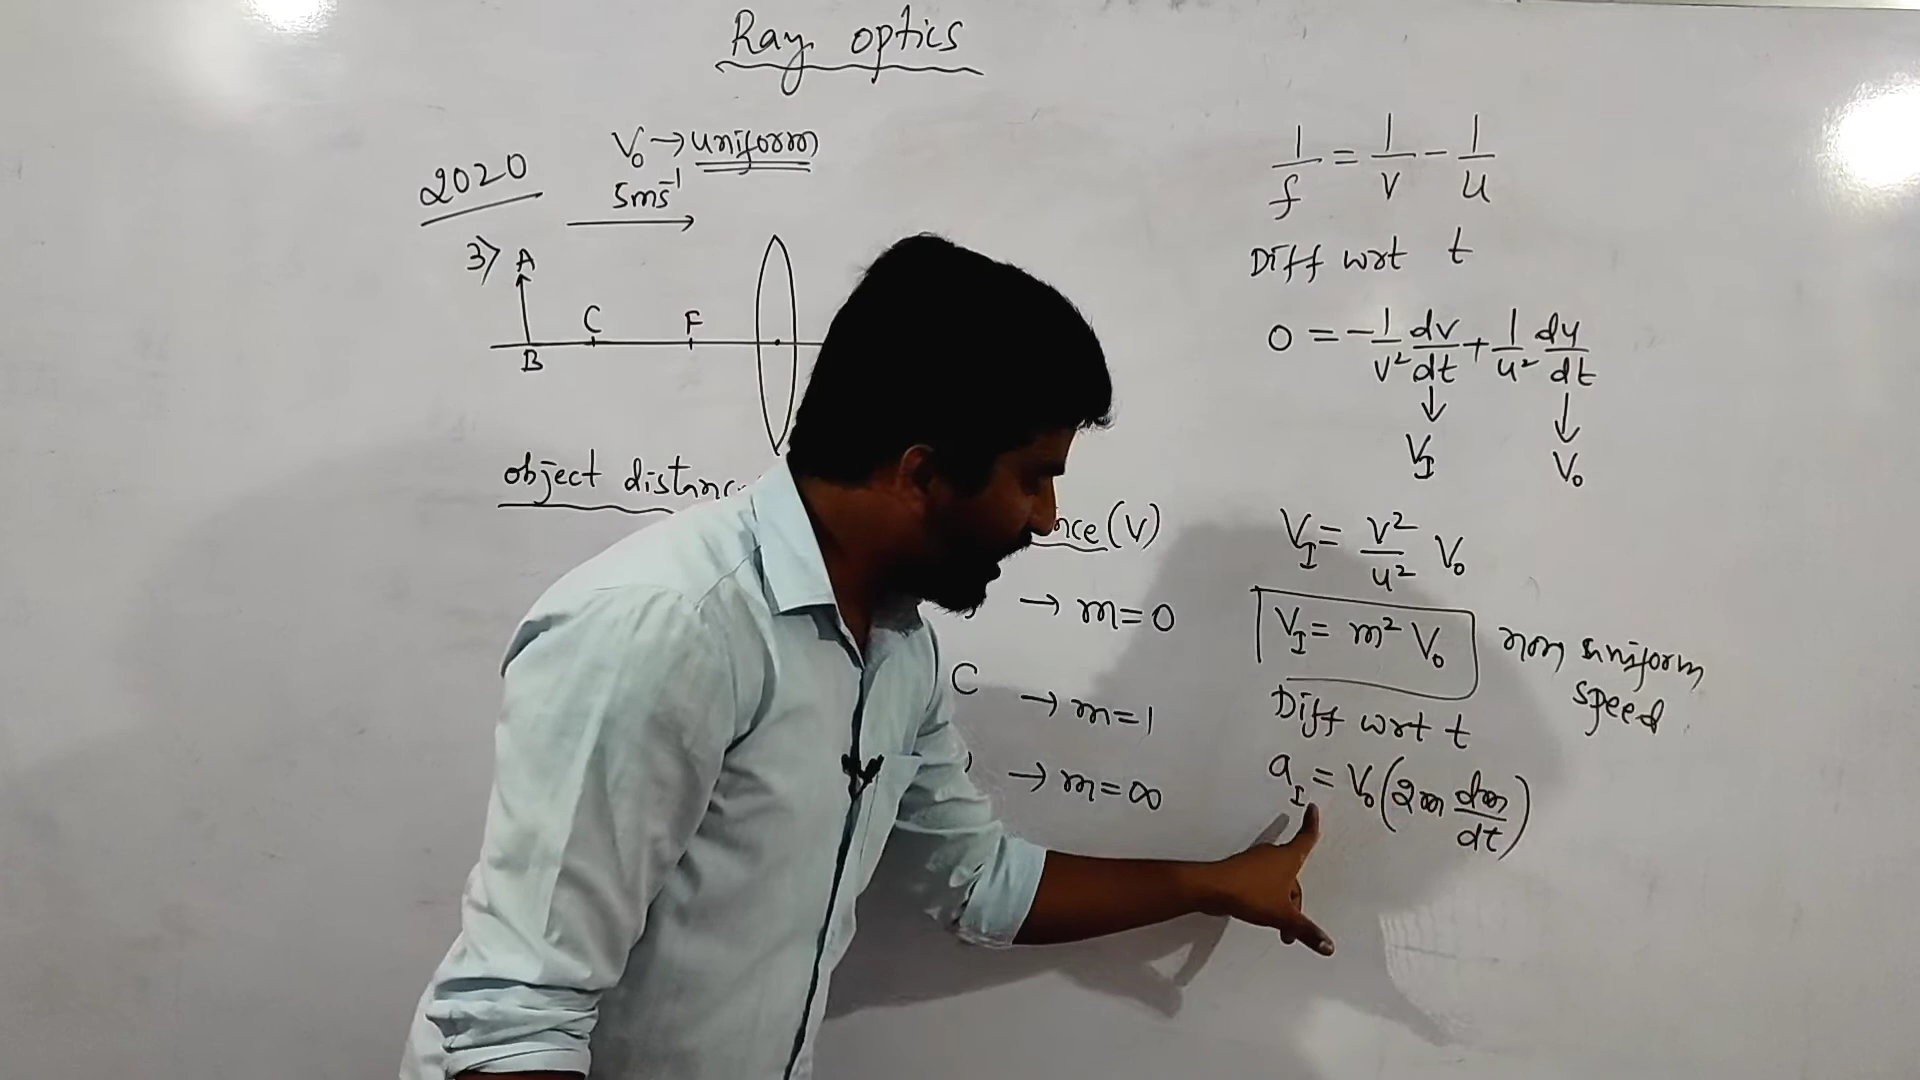 Ray optics
2020
V₀ → uniform
5ms⁻¹
3) A
C F
B
object distance
nce (V)
→ m=0
C → m=1
→ m=∞
1/f = 1/v - 1/u
Diff wrt t
0 = -1/v² dv/dt + 1/u² du/dt
↓ ↓
V_I V₀
V_I = v²/u² V₀
V_I = m² V₀ non uniform
speed
Diff wrt t
a_I = V₀(2m dm/dt)